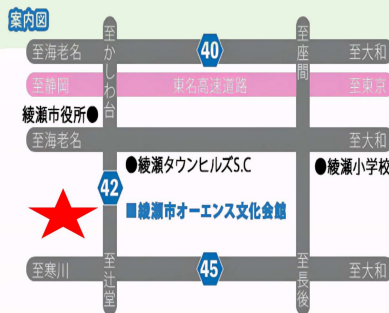 案内図
至かしわ台
至座間
至海老名
40
至大和
至静岡
東名高速道路
至東京
綾瀬市役所●
至海老名
至大和
●綾瀬タウンヒルズS.C
●綾瀬小学校
42
■綾瀬市オーエンス文化会館
至寒川
至辻堂
45
至長後
至大和